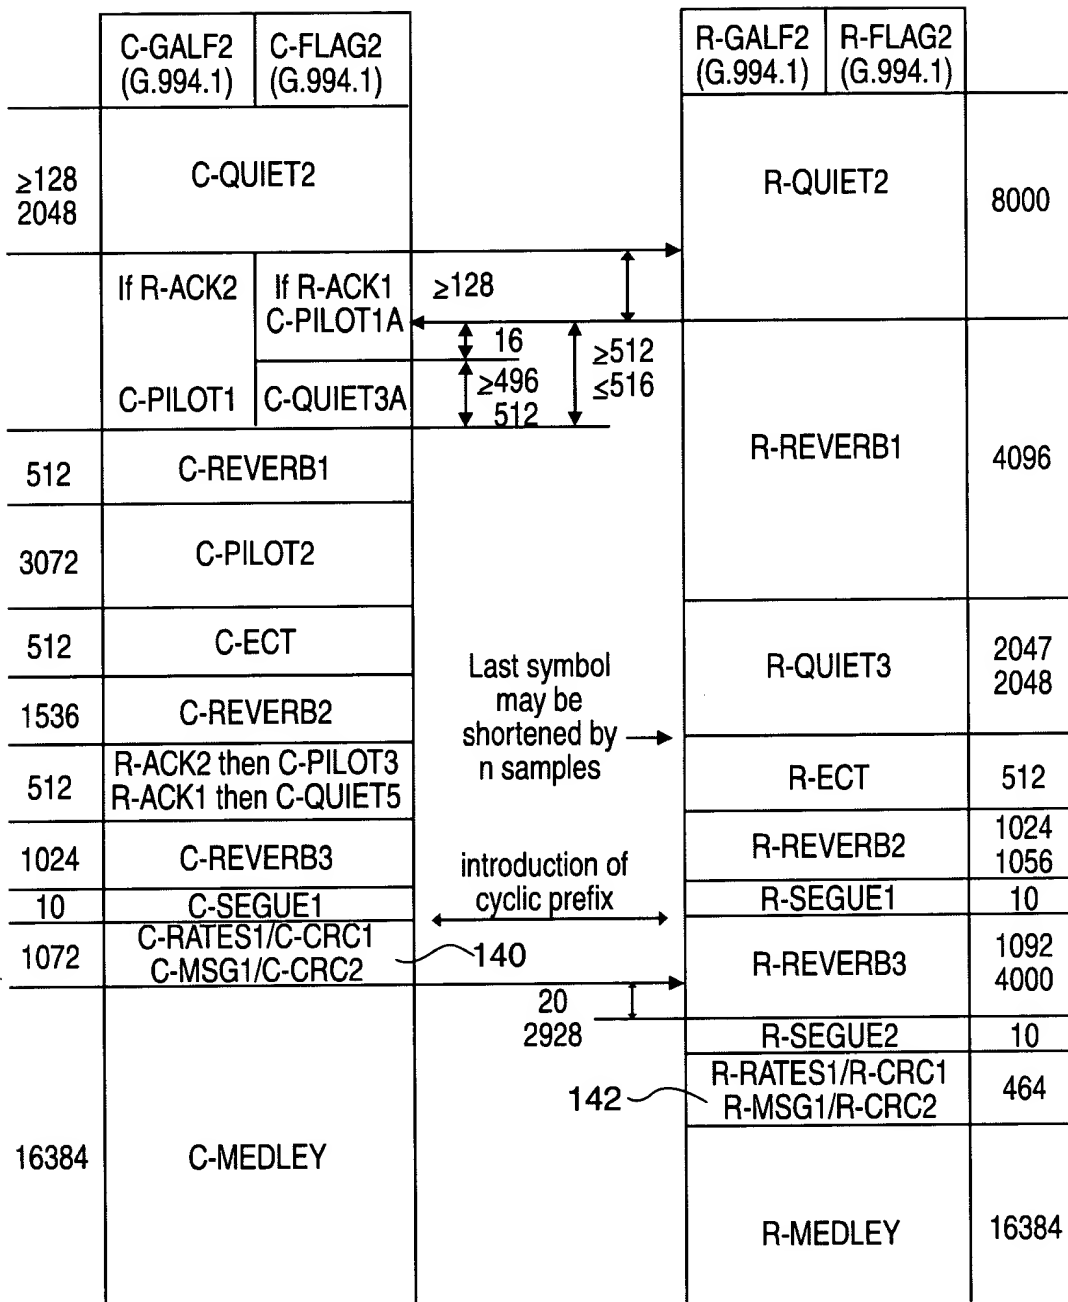 C-GALF2
(G.994.1)
C-FLAG2
(G.994.1)
R-GALF2
(G.994.1)
R-FLAG2
(G.994.1)
≥128
2048
C-QUIET2
R-QUIET2
8000
If R-ACK2
If R-ACK1
C-PILOT1A
≥128
16
≥512
≤516
C-PILOT1
C-QUIET3A
≥496
512
512
C-REVERB1
R-REVERB1
4096
3072
C-PILOT2
512
C-ECT
Last symbol
may be
shortened by
n samples
R-QUIET3
2047
2048
1536
C-REVERB2
512
R-ACK2 then C-PILOT3
R-ACK1 then C-QUIET5
R-ECT
512
1024
C-REVERB3
introduction of
cyclic prefix
R-REVERB2
1024
1056
10
C-SEGUE1
R-SEGUE1
10
1072
C-RATES1/C-CRC1
C-MSG1/C-CRC2
140
R-REVERB3
1092
4000
20
2928
R-SEGUE2
10
142
R-RATES1/R-CRC1
R-MSG1/R-CRC2
464
16384
C-MEDLEY
R-MEDLEY
16384